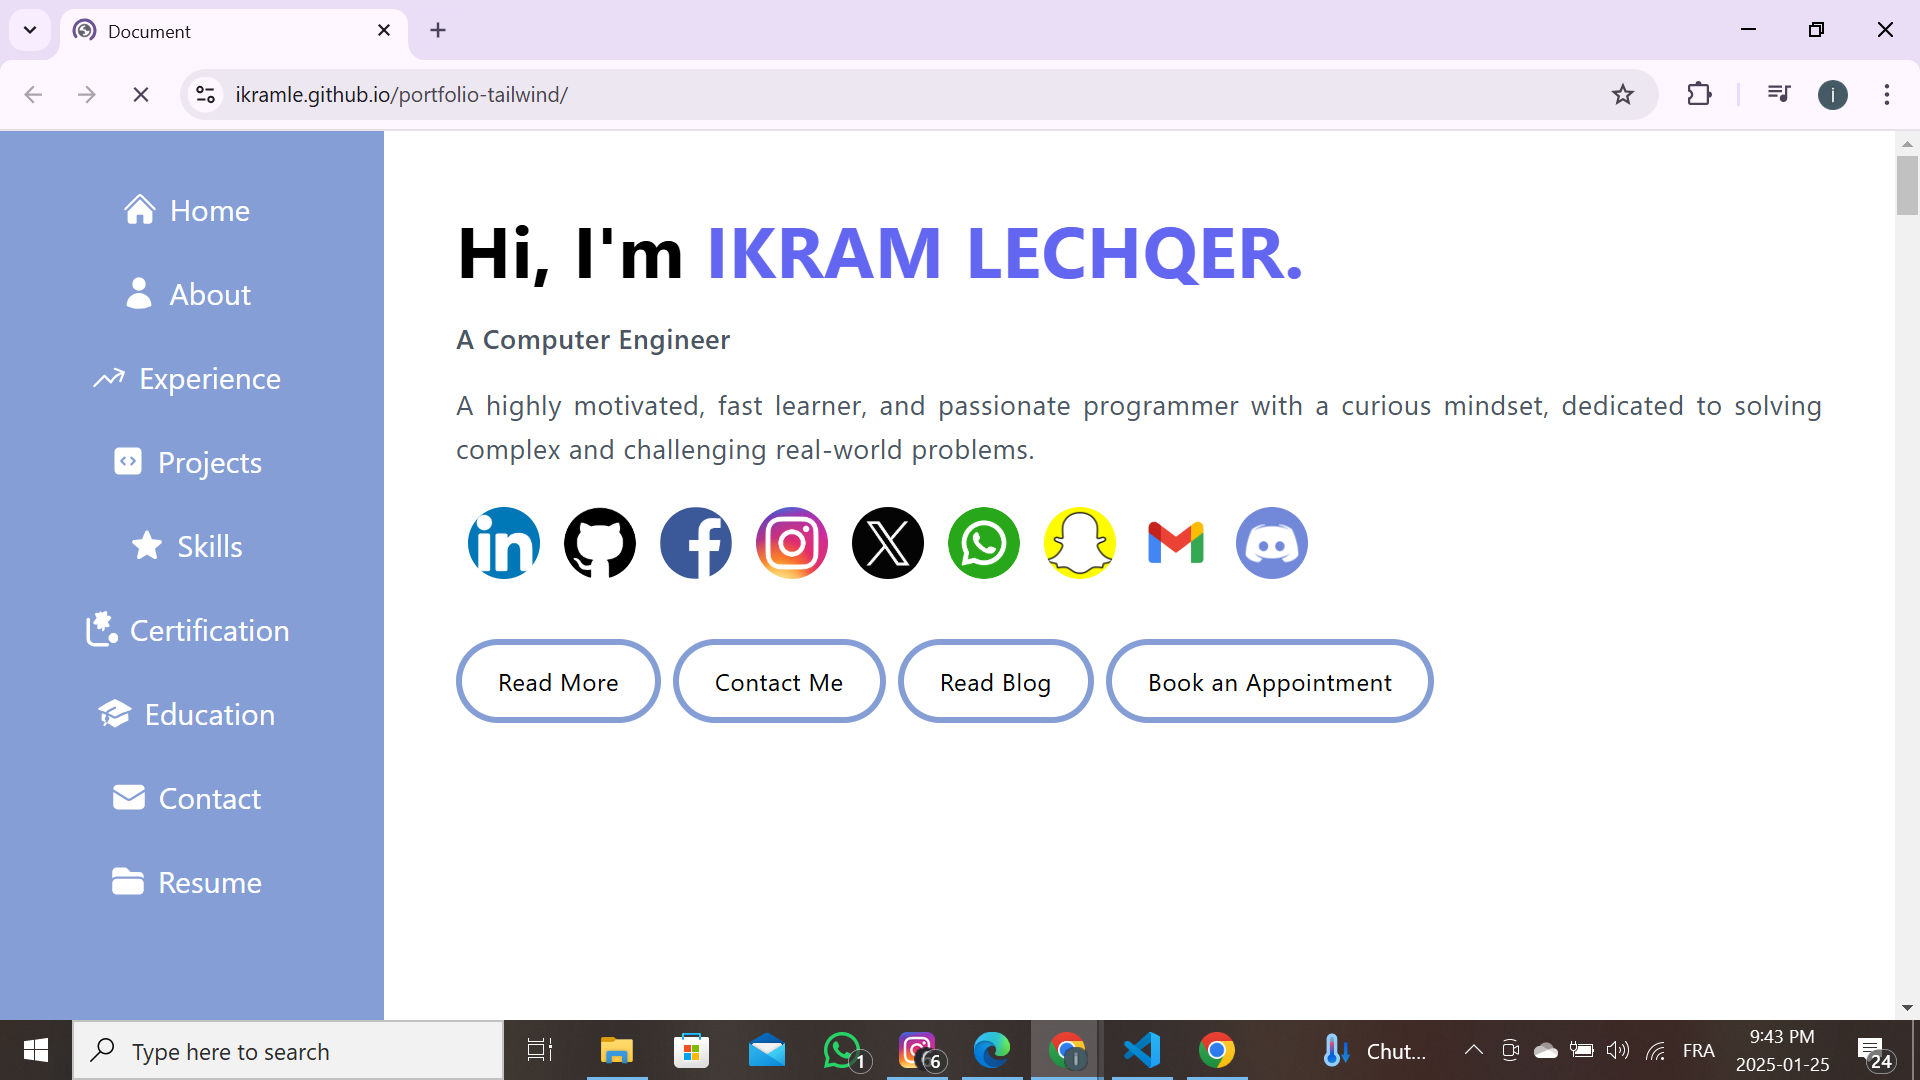 Document
ikramle.github.io/portfolio-tailwind/
i
Home
About
Experience
Projects
Skills
Certification
Education
Contact
Resume
Hi, I'm IKRAM LECHQER.
A Computer Engineer
A highly motivated, fast learner, and passionate programmer with a curious mindset, dedicated to solving
complex and challenging real-world problems.
in
Read More
Contact Me
Read Blog
Book an Appointment
Type here to search
1
6
i
Chut...
FRA
9:43 PM
2025-01-25
24